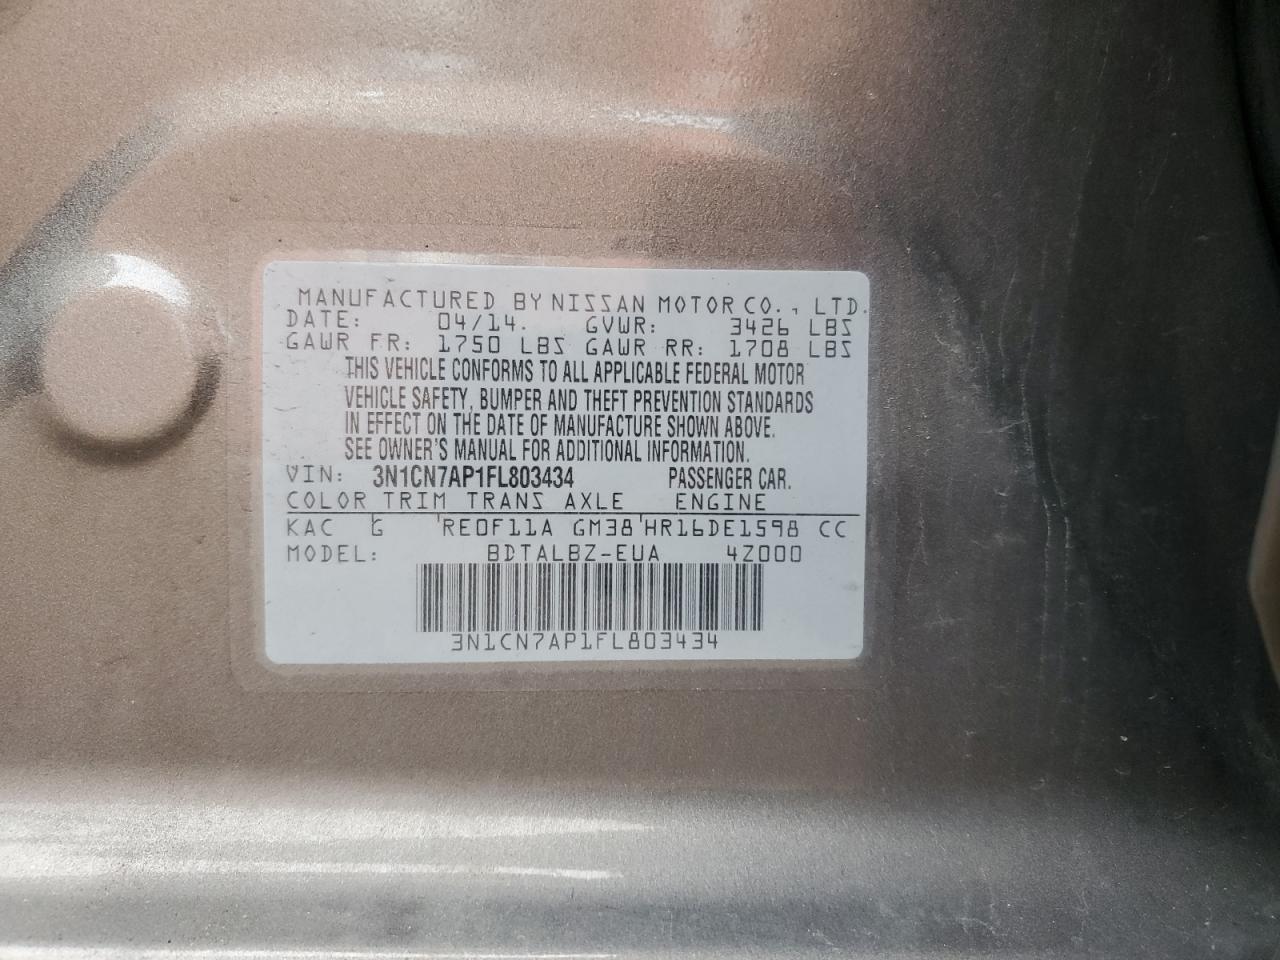 MANUFACTURED BY NISSAN MOTOR CO., LTD.
DATE: 04/14. GVWR: 3426 LBS
GAWR FR: 1750 LBS GAWR RR: 1708 LBS
THIS VEHICLE CONFORMS TO ALL APPLICABLE FEDERAL MOTOR
VEHICLE SAFETY, BUMPER AND THEFT PREVENTION STANDARDS
IN EFFECT ON THE DATE OF MANUFACTURE SHOWN ABOVE.
SEE OWNER'S MANUAL FOR ADDITIONAL INFORMATION.
VIN: 3N1CN7AP1FL803434 PASSENGER CAR.
COLOR TRIM TRANS AXLE ENGINE
KAC G RE0F11A GM38 HR16DE1598 CC
MODEL: BDTALBZ-EUA 4Z000
3N1CN7AP1FL803434